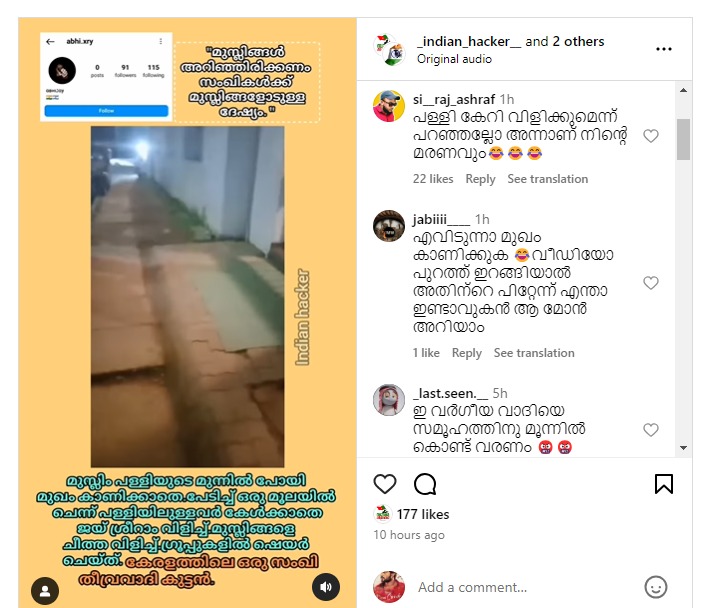 abhi.xry
0
91
115
posts
followers
following
Follow
"മുസ്ലിങ്ങൾ
അറിഞ്ഞിരിക്കണം
സംഘികൾക്ക്
മുസ്ലിങ്ങളോടുള്ള
ദേഷ്യം."
Indian hacker
മുസ്ലിം പള്ളിയുടെ മുന്നിൽ പോയി
മുഖം കാണിക്കാതെ.പേടിച്ച് ഒരു മൂലയിൽ
ചെന്ന് പള്ളിയിലുള്ളവർ കേൾക്കാതെ
ജയ് ശ്രീരാം വിളിച്ച് മുസ്ലിങ്ങളെ
ചീത്ത വിളിച്ച് ഗ്രൂപ്പുകളിൽ ഷെയർ
ചെയ്ത്. കേരളത്തിലെ ഒരു സംഘി
തീവ്രവാദി കുട്ടൻ.
_indian_hacker__ and 2 others
Original audio
si__raj_ashraf 1h
പള്ളി കേറി വിളിക്കുമെന്ന്
പറഞ്ഞല്ലോ അന്നാണ് നിന്റെ
മരണവും😂😂😂
22 likes Reply See translation
jabiiii____ 1h
എവിടുന്നാ മുഖം
കാണിക്കുക 😂വീഡിയോ
പുറത്ത് ഇറങ്ങിയാൽ
അതിന്റെ പിറ്റേന്ന് എന്താ
ഇണ്ടാവുകൻ ആ മോൻ
അറിയാം
1 like Reply See translation
_last.seen.__ 5h
ഇ വർഗീയ വാദിയെ
സമൂഹത്തിനു മൂന്നിൽ
കൊണ്ട് വരണം 👹👹
177 likes
10 hours ago
Add a comment...